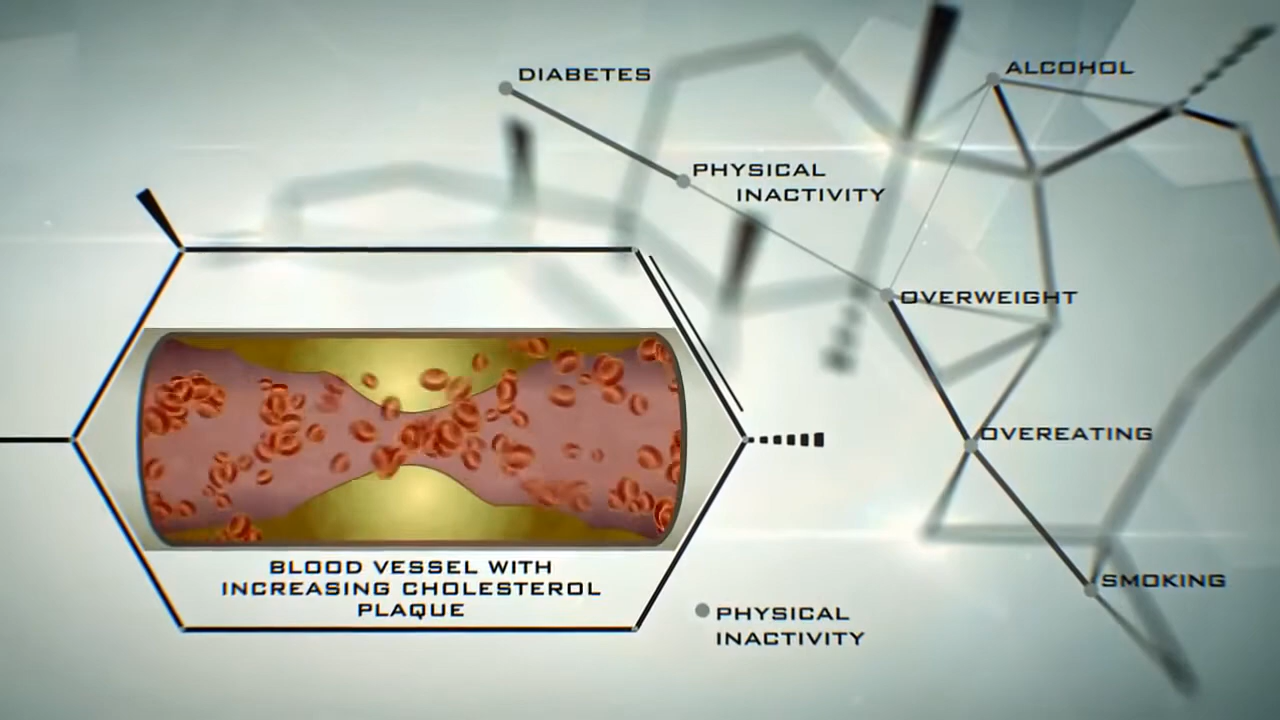 DIABETES
ALCOHOL
PHYSICAL
INACTIVITY
OVERWEIGHT
OVEREATING
SMOKING
BLOOD VESSEL WITH
INCREASING CHOLESTEROL
PLAQUE
PHYSICAL
INACTIVITY